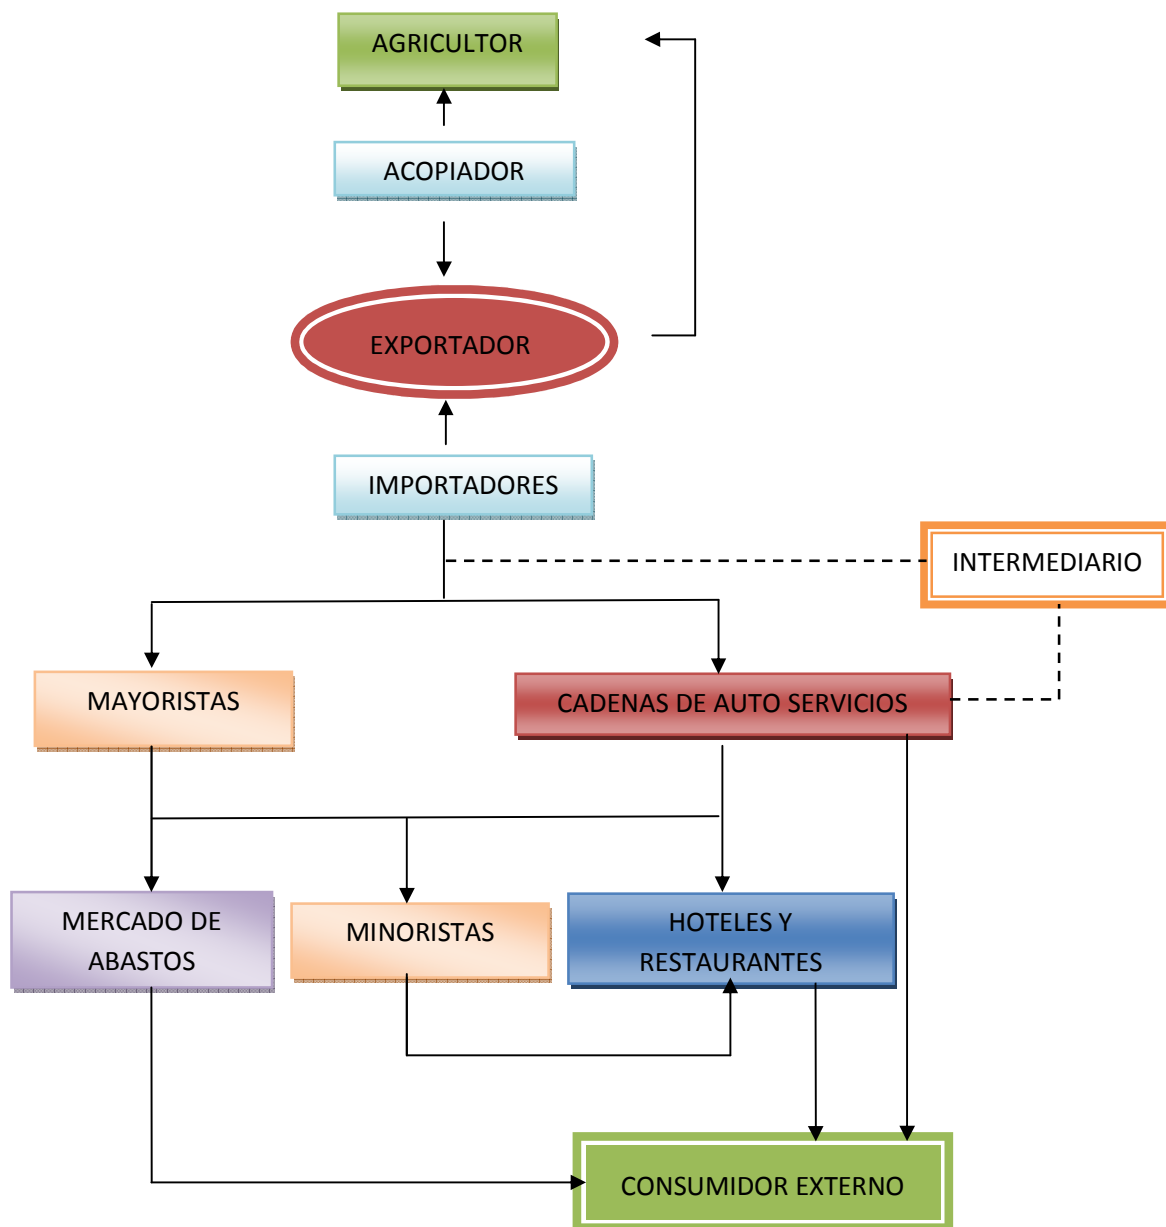 AGRICULTOR
ACOPIADOR
EXPORTADOR
IMPORTADORES
INTERMEDIARIO
MAYORISTAS
CADENAS DE AUTO SERVICIOS
MERCADO DE
ABASTOS
MINORISTAS
HOTELES Y
RESTAURANTES
CONSUMIDOR EXTERNO